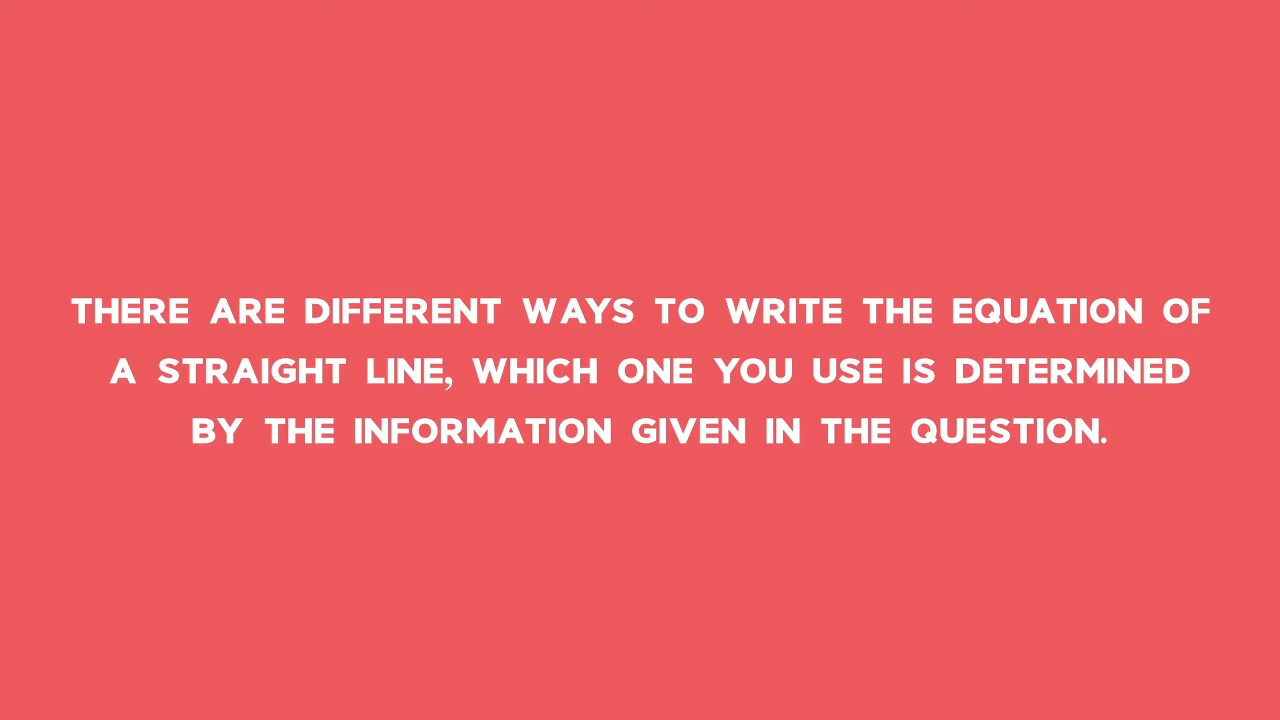 THERE ARE DIFFERENT WAYS TO WRITE THE EQUATION OF
A STRAIGHT LINE, WHICH ONE YOU USE IS DETERMINED
BY THE INFORMATION GIVEN IN THE QUESTION.